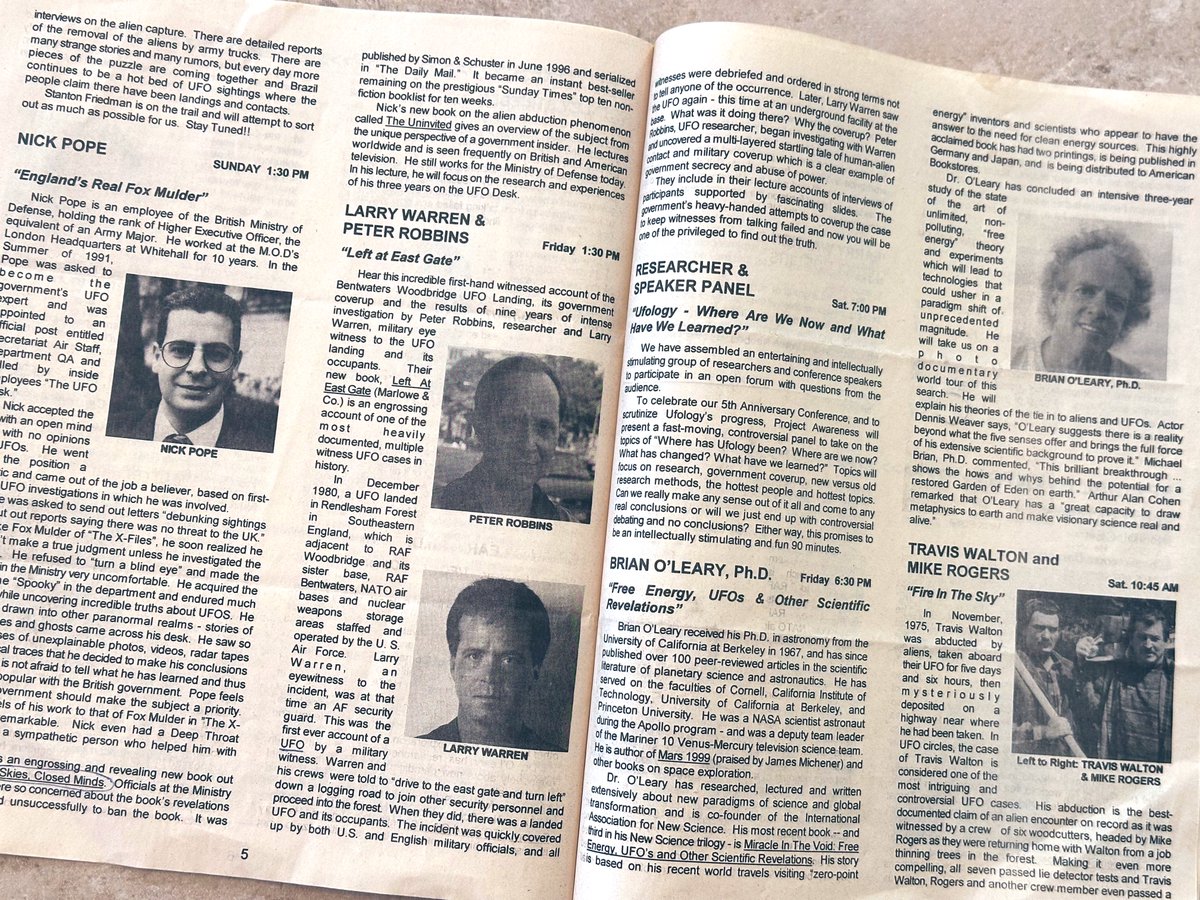 interviews on the alien capture. There are detailed reports
of the removal of the aliens by army trucks. There are
many strange stories and many rumors, but every day more
pieces of the puzzle are coming together and Brazil
continues to be a hot bed of UFO sightings where the
people claim there have been landings and contacts.
Stanton Friedman is on the trail and will attempt to sort
out as much as possible for us. Stay Tuned!!
NICK POPE
SUNDAY 1:30 PM
"England's Real Fox Mulder"
Nick Pope is an employee of the British Ministry of
Defense, holding the rank of Higher Executive Officer, the
equivalent of an Army Major. He worked at the M.O.D's
London Headquarters at Whitehall for 10 years. In the
Summer of 1991,
Pope was asked to
become the
government's UFO
expert and was
appointed to an
official post entitled
Secretariat Air Staff,
Department QA and
by inside
"The UFO
Nick accepted the
with an open mind
with no opinions
UFOs. He went
the position a
and came out of the job a believer, based on first-
UFO investigations in which he was involved.
was asked to send out letters "debunking sightings
out reports saying there was no threat to the UK."
Fox Mulder of "The X-Files", he soon realized he
make a true judgment unless he investigated the
He refused to "turn a blind eye" and made the
in the Ministry very uncomfortable. He acquired the
"Spooky" in the department and endured much
while uncovering incredible truths about UFOS. He
drawn into other paranormal realms - stories of
and ghosts came across his desk. He saw so
of unexplainable photos, videos, radar tapes
traces that he decided to make his conclusions
is not afraid to tell what he has learned and thus
popular with the British government. Pope feels
government should make the subject a priority.
of his work to that of Fox Mulder in "The X-
remarkable. Nick even had a Deep Throat
a sympathetic person who helped him with
an engrossing and revealing new book out
Skies, Closed Minds. Officials at the Ministry
so concerned about the book's revelations
unsuccessfully to ban the book. It was
NICK POPE
5
published by Simon & Schuster in June 1996 and serialized
in "The Daily Mail." It became an instant best-seller
remaining on the prestigious "Sunday Times" top ten non-
fiction booklist for ten weeks.
Nick's new book on the alien abduction phenomenon
called The Uninvited gives an overview of the subject from
the unique perspective of a government insider. He lectures
worldwide and is seen frequently on British and American
television. He still works for the Ministry of Defense today.
In his lecture, he will focus on the research and experiences
of his three years on the UFO Desk.
LARRY WARREN &
PETER ROBBINS
Friday 1:30 PM
"Left at East Gate"
Hear this incredible first-hand witnessed account of the
Bentwaters Woodbridge UFO Landing, its government
coverup and the results of nine years of intense
investigation by Peter Robbins, researcher and Larry
Warren, military eye
witness to the UFO
landing and its
occupants. Their
new book, Left At
East Gate (Marlowe &
Co.) is an engrossing
account of one of the
most heavily
documented, multiple
witness UFO cases in
history.
In December
1980, a UFO landed
in Rendlesham Forest
in Southeastern
England, which is
adjacent to RAF
Woodbridge and its
sister base, RAF
Bentwaters, NATO air
bases and nuclear
weapons storage
areas staffed and
operated by the U. S.
Air Force. Larry
Warren, an
eyewitness to the
incident, was at that
time an AF security
guard. This was the
first ever account of a
UFO by a military
witness. Warren and
his crews were told to "drive to the east gate and turn left"
down a logging road to join other security personnel and
proceed into the forest. When they did, there was a landed
UFO and its occupants. The incident was quickly covered
up by both U.S. and English military officials, and all
PETER ROBBINS
LARRY WARREN
witnesses were debriefed and ordered in strong terms not
to tell anyone of the occurrence. Later, Larry Warren saw
the UFO again - this time at an underground facility at the
base. What was it doing there? Why the coverup? Peter
Robbins, UFO researcher, began investigating with Warren
and uncovered a multi-layered startling tale of human-alien
contact and military coverup which is a clear example of
government secrecy and abuse of power.
They include in their lecture accounts of interviews of
participants supported by fascinating slides. The
government's heavy-handed attempts to coverup the case
to keep witnesses from talking failed and now you will be
one of the privileged to find out the truth.
RESEARCHER &
SPEAKER PANEL
Sat. 7:00 PM
"Ufology - Where Are We Now and What
Have We Learned?"
We have assembled an entertaining and intellectually
stimulating group of researchers and conference speakers
to participate in an open forum with questions from the
audience.
To celebrate our 5th Anniversary Conference, and to
scrutinize Ufology's progress, Project Awareness will
present a fast-moving, controversial panel to take on the
topics of "Where has Ufology been? Where are we now?
What has changed? What have we learned?" Topics will
focus on research, government coverup, new versus old
research methods, the hottest people and hottest topics.
Can we really make any sense out of it all and come to any
real conclusions or will we just end up with controversial
debating and no conclusions? Either way, this promises to
be an intellectually stimulating and fun 90 minutes.
BRIAN O'LEARY, Ph.D.
Friday 6:30 PM
"Free Energy, UFOs & Other Scientific
Revelations"
Brian O'Leary received his Ph.D. in astronomy from the
University of California at Berkeley in 1967, and has since
published over 100 peer-reviewed articles in the scientific
literature of planetary science and astronautics. He has
served on the faculties of Cornell, California Institute of
Technology, University of California at Berkeley, and
Princeton University. He was a NASA scientist astronaut
during the Apollo program - and was a deputy team leader
of the Mariner 10 Venus-Mercury television science team.
He is author of Mars 1999 (praised by James Michener) and
other books on space exploration.
Dr. O'Leary has researched, lectured and written
extensively about new paradigms of science and global
transformation and is co-founder of the International
Association for New Science. His most recent book -- and
third in his New Science trilogy - is Miracle In The Void: Free
Energy, UFO's and Other Scientific Revelations. His story
is based on his recent world travels visiting "zero-point
energy" inventors and scientists who appear to have the
answer to the need for clean energy sources. This highly
acclaimed book has had two printings, is being published in
Germany and Japan, and is being distributed to American
Bookstores.
Dr. O'Leary has concluded an intensive three-year
study of the state
of the art of
unlimited, non-
polluting, "free
energy" theory
and experiments
which will lead to
technologies that
could usher in a
paradigm shift of
unprecedented
magnitude. He
will take us on a
photo
documentary
world tour of this
search. He will
explain his theories of the tie in to aliens and UFOs. Actor
Dennis Weaver says, "O'Leary suggests there is a reality
beyond what the five senses offer and brings the full force
of his extensive scientific background to prove it." Michael
Brian, Ph.D. commented, "This brilliant breakthrough ...
shows the hows and whys behind the potential for a
restored Garden of Eden on earth." Arthur Alan Cohen
remarked that O'Leary has a "great capacity to draw
metaphysics to earth and make visionary science real and
alive."
BRIAN O'LEARY, Ph.D.
TRAVIS WALTON and
MIKE ROGERS
Sat. 10:45 AM
"Fire In The Sky"
In November,
1975, Travis Walton
was abducted by
aliens, taken aboard
their UFO for five days
and six hours, then
mysteriously
deposited on a
highway near where
he had been taken. In
UFO circles, the case
of Travis Walton is
considered one of the
most intriguing and
controversial UFO cases. His abduction is the best-
documented claim of an alien encounter on record as it was
witnessed by a crew of six woodcutters, headed by Mike
Rogers as they were returning home with Walton from a job
thinning trees in the forest. Making it even more
compelling, all seven passed lie detector tests and Travis
Walton, Rogers and another crew member even passed a
Left to Right: TRAVIS WALTON
& MIKE ROGERS